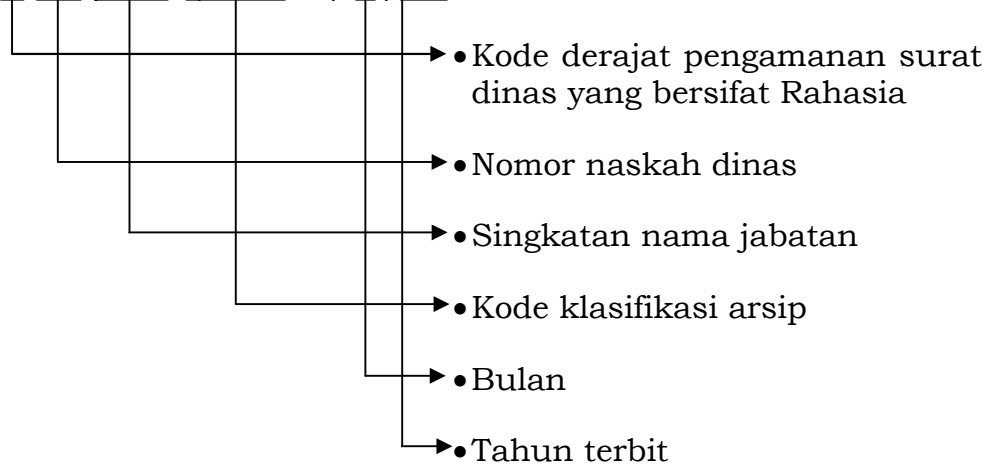 • Kode derajat pengamanan surat
dinas yang bersifat Rahasia
• Nomor naskah dinas
• Singkatan nama jabatan
• Kode klasifikasi arsip
• Bulan
• Tahun terbit